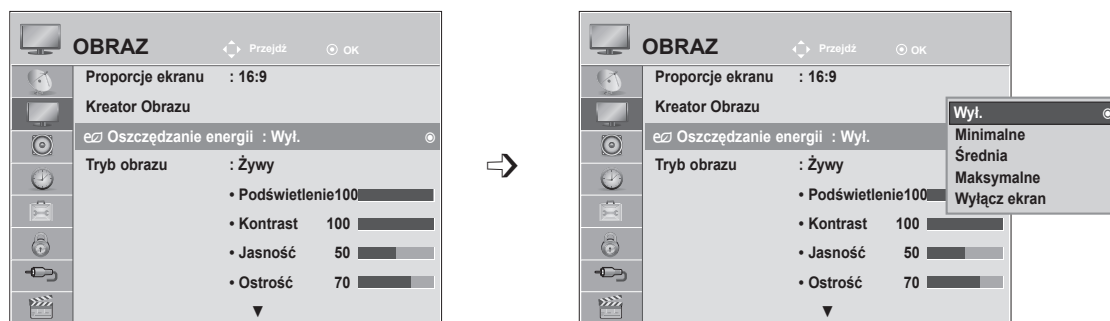 OBRAZ Przejdź OK
Proporcje ekranu : 16:9
Kreator Obrazu
Oszczędzanie energii : Wył.
Tryb obrazu : Żywy
• Podświetlenie100
• Kontrast 100
• Jasność 50
• Ostrość 70
▼
OBRAZ Przejdź OK
Proporcje ekranu : 16:9
Kreator Obrazu
Oszczędzanie energii : Wył.
Tryb obrazu : Żywy
• Podświetlenie100
• Kontrast 100
• Jasność 50
• Ostrość 70
▼
Wył.
Minimalne
Średnia
Maksymalne
Wyłącz ekran